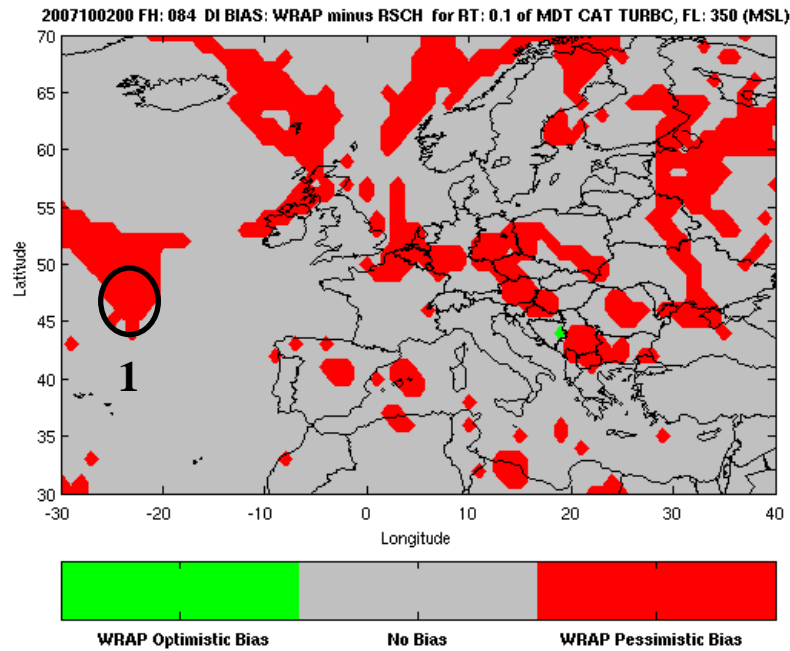 2007100200 FH: 084 DI BIAS: WRAP minus RSCH for RT: 0.1 of MDT CAT TURBC, FL: 350 (MSL)
70
65
60
55
50
45
40
35
30
Latitude
1
-30 -20 -10 0 10 20 30 40
Longitude
WRAP Optimistic Bias No Bias WRAP Pessimistic Bias